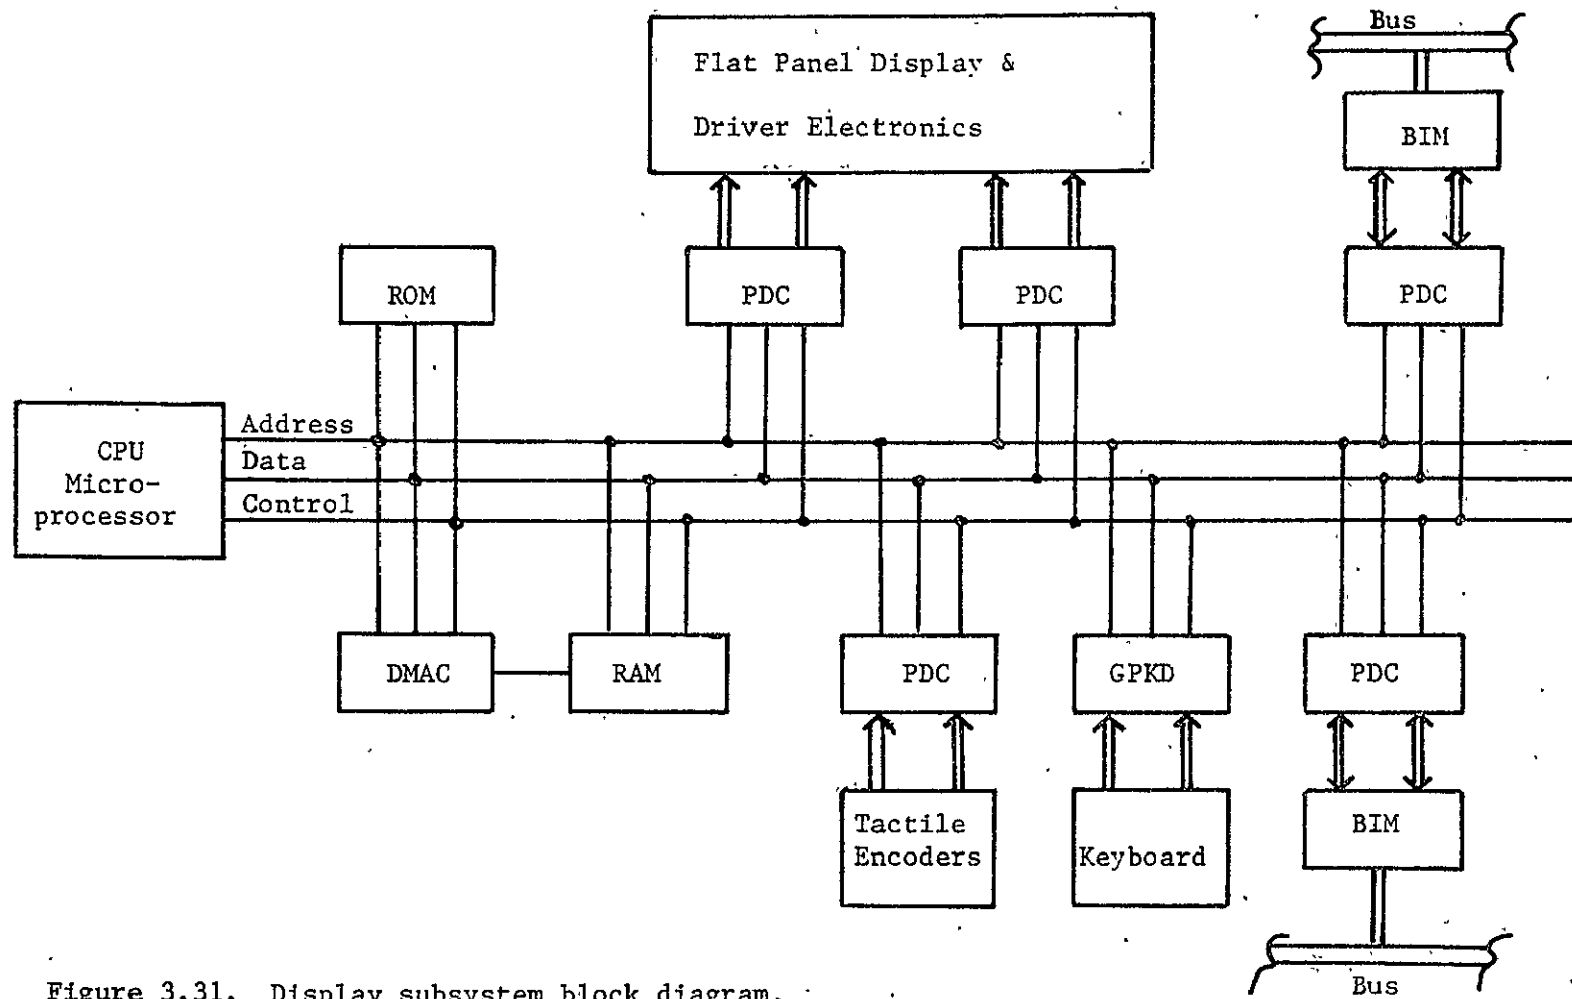 Bus
Flat Panel Display &
Driver Electronics
BIM
ROM
PDC
PDC
PDC
CPU
Micro-
processor
Address
Data
Control
DMAC
RAM
PDC
GPKD
PDC
Tactile
Encoders
Keyboard
BIM
Bus
Figure 3.31. Display subsystem block diagram.